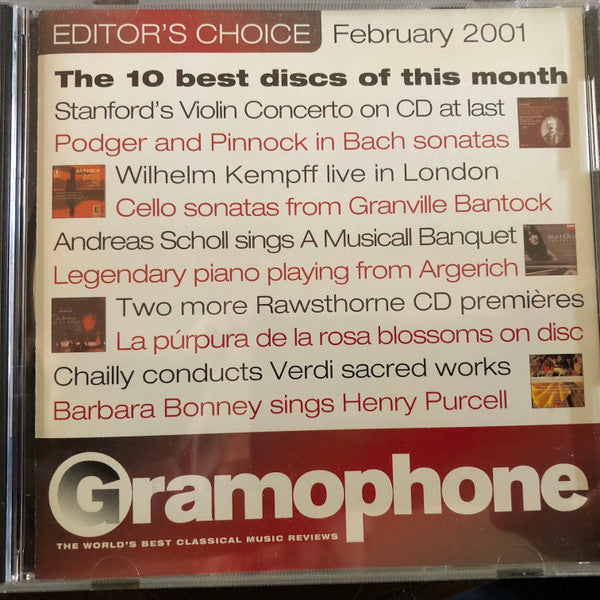 EDITOR'S CHOICE February 2001
The 10 best discs of this month
Stanford's Violin Concerto on CD at last
Podger and Pinnock in Bach sonatas
Wilhelm Kempff live in London
Cello sonatas from Granville Bantock
Andreas Scholl sings A Musicall Banquet
Legendary piano playing from Argerich
Two more Rawsthorne CD premières
La púrpura de la rosa blossoms on disc
Chailly conducts Verdi sacred works
Barbara Bonney sings Henry Purcell
Gramophone
THE WORLD'S BEST CLASSICAL MUSIC REVIEWS